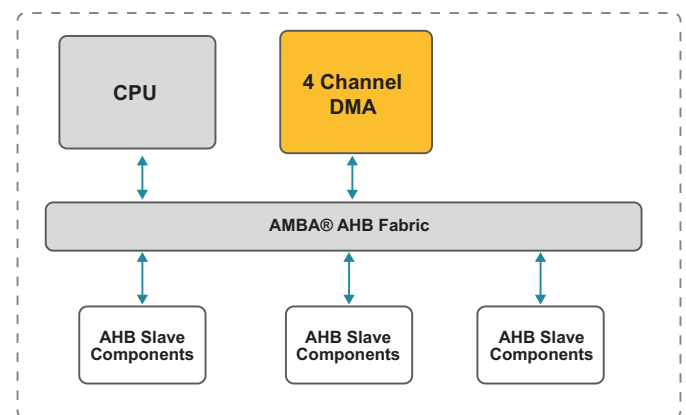 CPU
4 Channel
DMA
AMBA® AHB Fabric
AHB Slave
Components
AHB Slave
Components
AHB Slave
Components